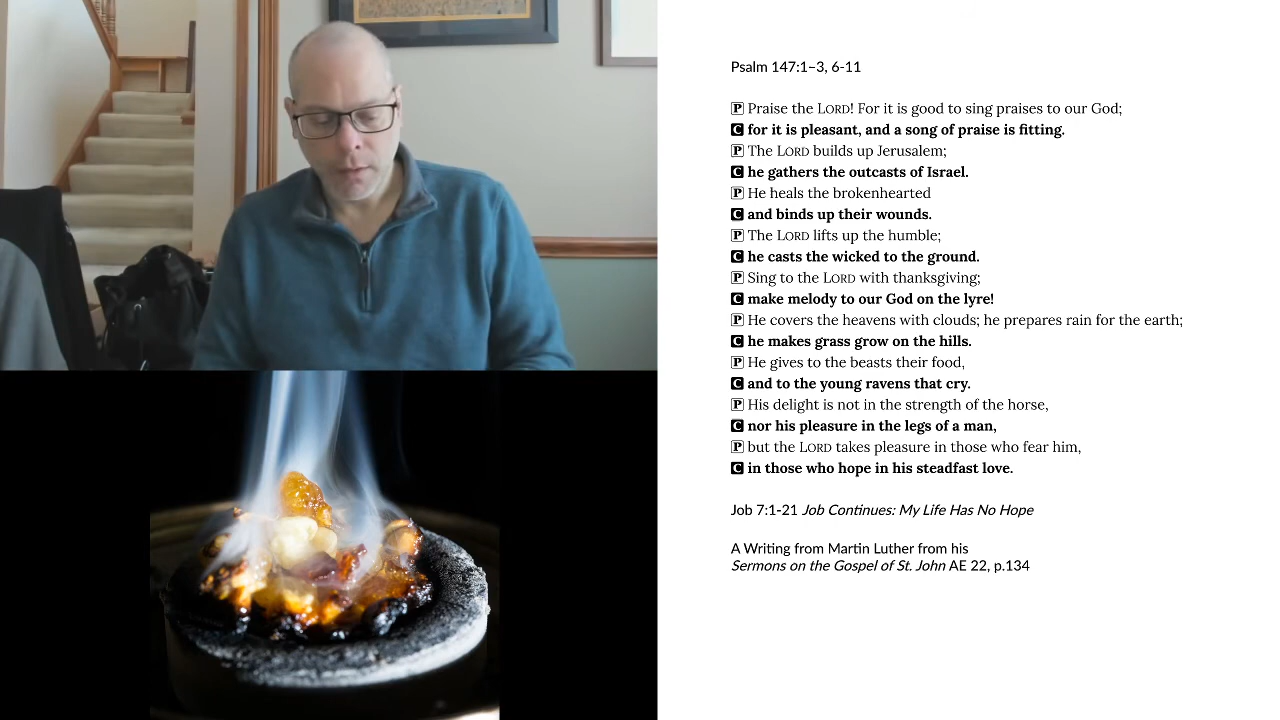 Psalm 147:1–3, 6-11
P Praise the LORD! For it is good to sing praises to our God;
C for it is pleasant, and a song of praise is fitting.
P The LORD builds up Jerusalem;
C he gathers the outcasts of Israel.
P He heals the brokenhearted
C and binds up their wounds.
P The LORD lifts up the humble;
C he casts the wicked to the ground.
P Sing to the LORD with thanksgiving;
C make melody to our God on the lyre!
P He covers the heavens with clouds; he prepares rain for the earth;
C he makes grass grow on the hills.
P He gives to the beasts their food,
C and to the young ravens that cry.
P His delight is not in the strength of the horse,
C nor his pleasure in the legs of a man,
P but the LORD takes pleasure in those who fear him,
C in those who hope in his steadfast love.
Job 7:1-21 Job Continues: My Life Has No Hope
A Writing from Martin Luther from his
Sermons on the Gospel of St. John AE 22, p.134